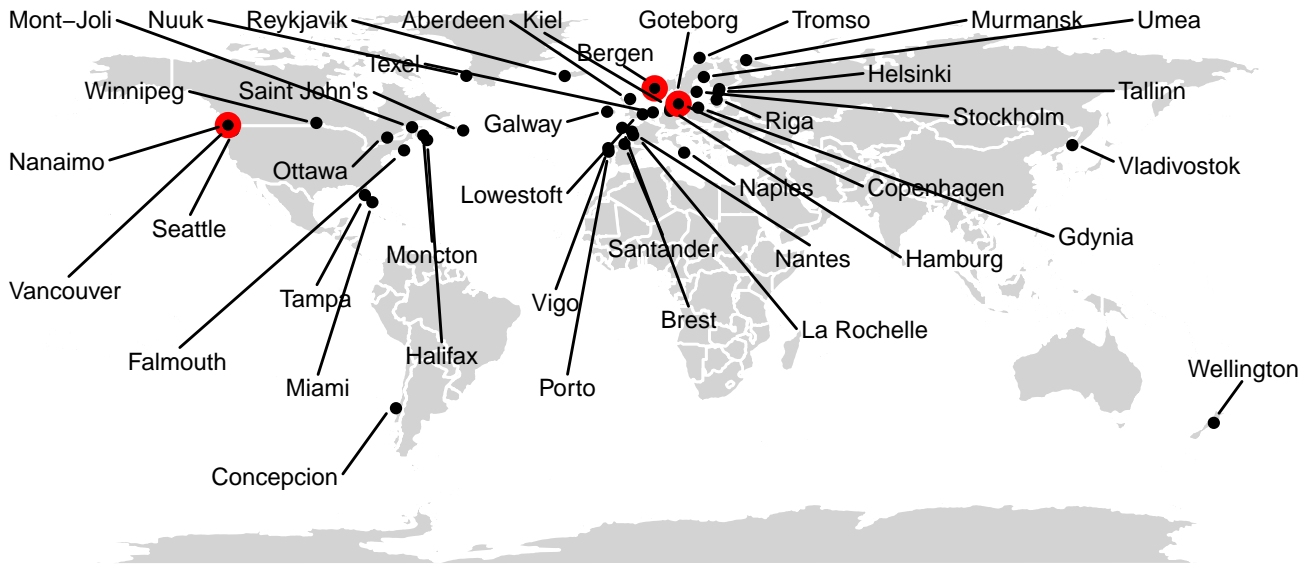 Mont–Joli Nuuk Reykjavik Aberdeen Kiel Goteborg Tromso Murmansk Umea
Bergen
Texel Helsinki
Winnipeg Saint John's Tallinn
Galway Riga Stockholm
Nanaimo Ottawa Vladivostok
Lowestoft Naples Copenhagen
Seattle Gdynia
Moncton Santander Nantes Hamburg
Vancouver Tampa Vigo
Brest La Rochelle
Falmouth Halifax
Miami Porto Wellington
Concepcion